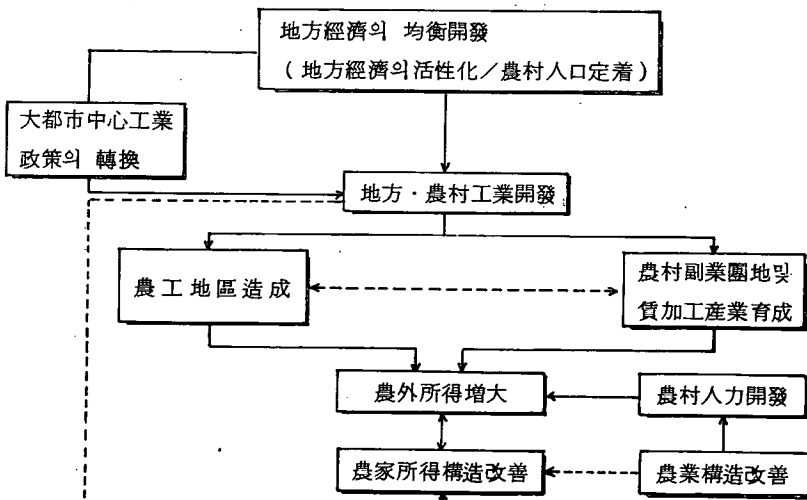 地方經濟의 均衡開發
( 地方經濟의活性化／農村人口定着 )
大都市中心工業
政策의 轉換
地方 · 農村工業開發
農工地區造成
農村副業團地및
賃加工産業育成
農外所得增大
農村人力開發
農家所得構造改善
農業構造改善